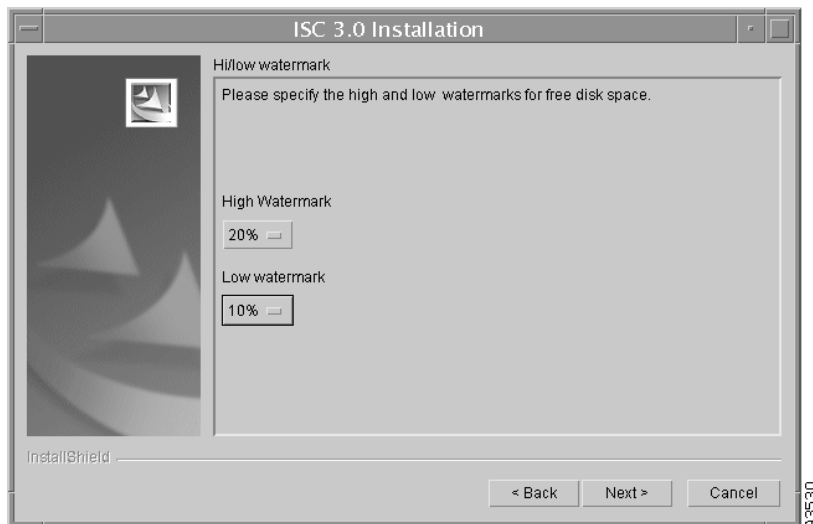 ISC 3.0 Installation
Hi/low watermark
Please specify the high and low watermarks for free disk space.
High Watermark
20%
Low watermark
10%
InstallShield
< Back
Next >
Cancel